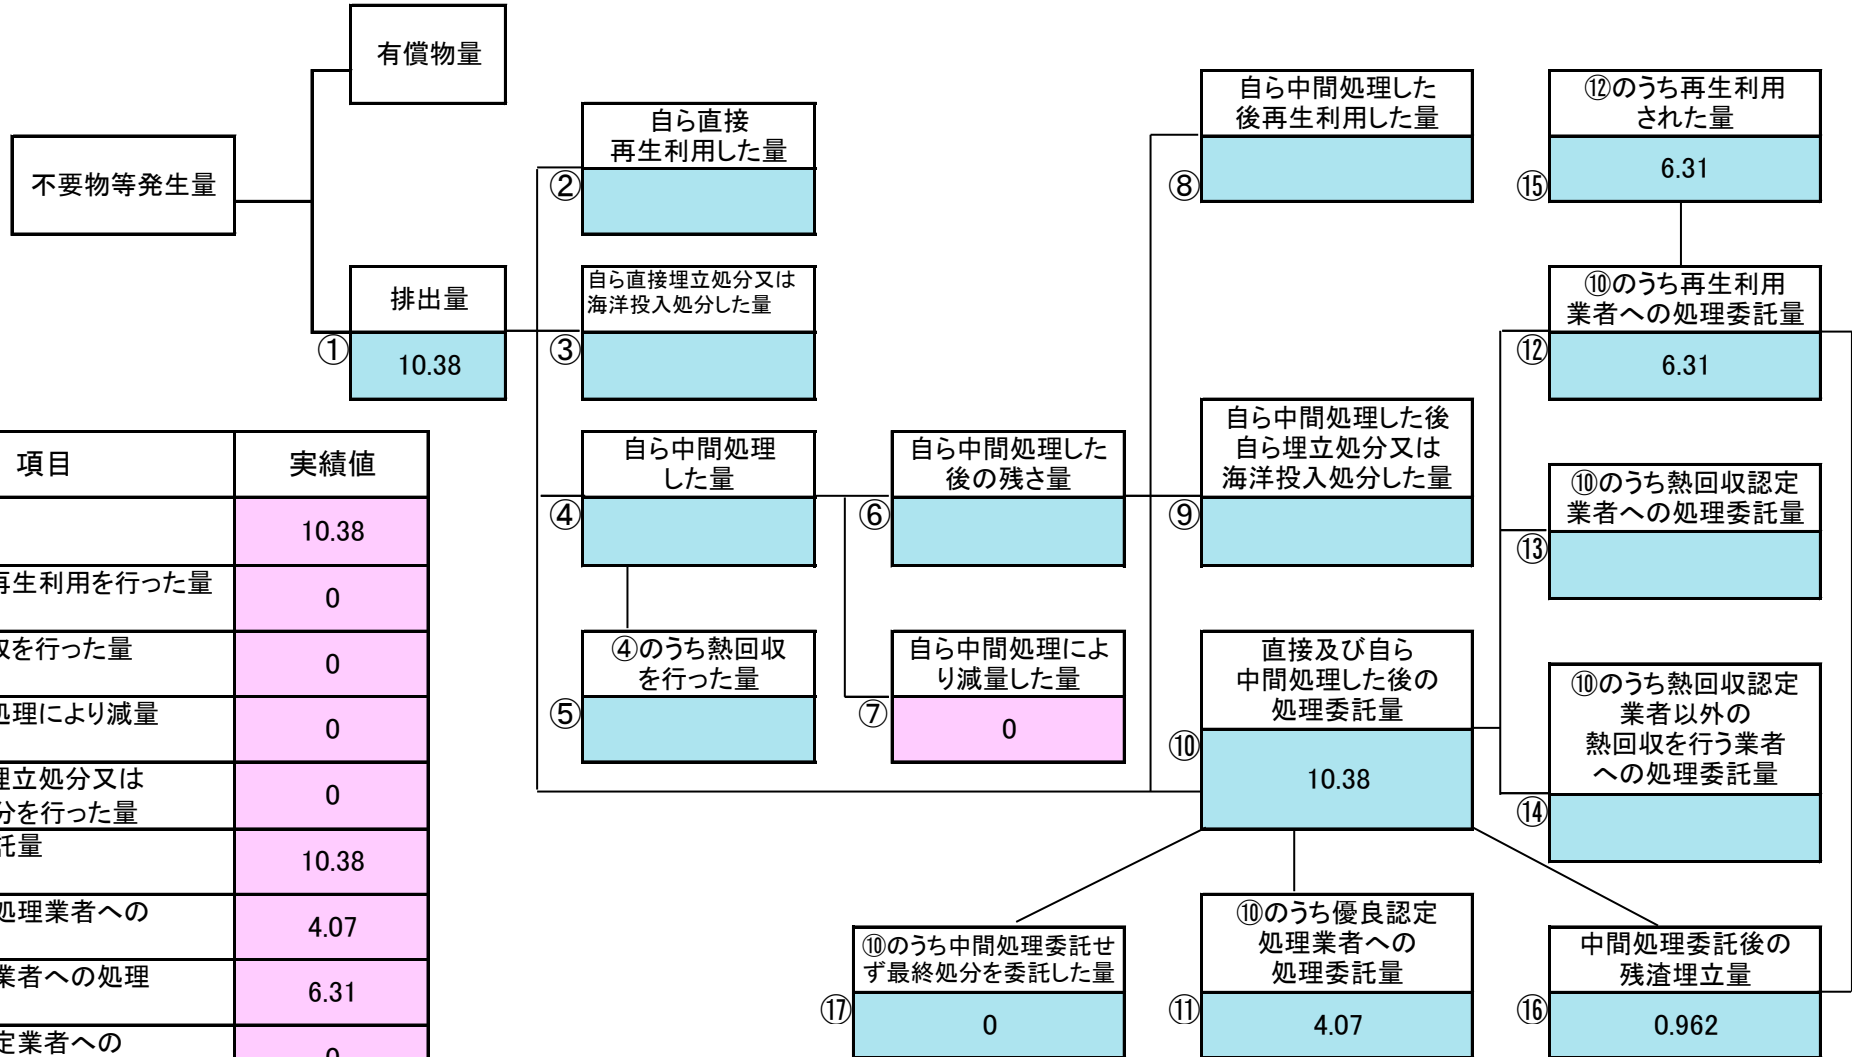 有償物量
不要物等発生量
排出量
①
10.38
自ら直接
再生利用した量
②
自ら直接埋立処分又は
海洋投入処分した量
③
自ら中間処理
した量
④
④のうち熱回収
を行った量
⑤
自ら中間処理した
後の残さ量
⑥
自ら中間処理によ
り減量した量
⑦
0
自ら中間処理した
後再生利用した量
⑧
自ら中間処理した後
自ら埋立処分又は
海洋投入処分した量
⑨
直接及び自ら
中間処理した後の
処理委託量
⑩
10.38
⑫のうち再生利用
された量
⑮
6.31
⑩のうち再生利用
業者への処理委託量
⑫
6.31
⑩のうち熱回収認定
業者への処理委託量
⑬
⑩のうち熱回収認定
業者以外の
熱回収を行う業者
への処理委託量
⑭
⑩のうち中間処理委託せ
ず最終処分を委託した量
⑰
0
⑩のうち優良認定
処理業者への
処理委託量
⑪
4.07
中間処理委託後の
残渣埋立量
⑯
0.962
項目 実績値
10.38
再生利用を行った量 0
を行った量 0
処理により減量 0
埋立処分又は
分を行った量 0
託量 10.38
処理業者への 4.07
業者への処理 6.31
定業者への 0